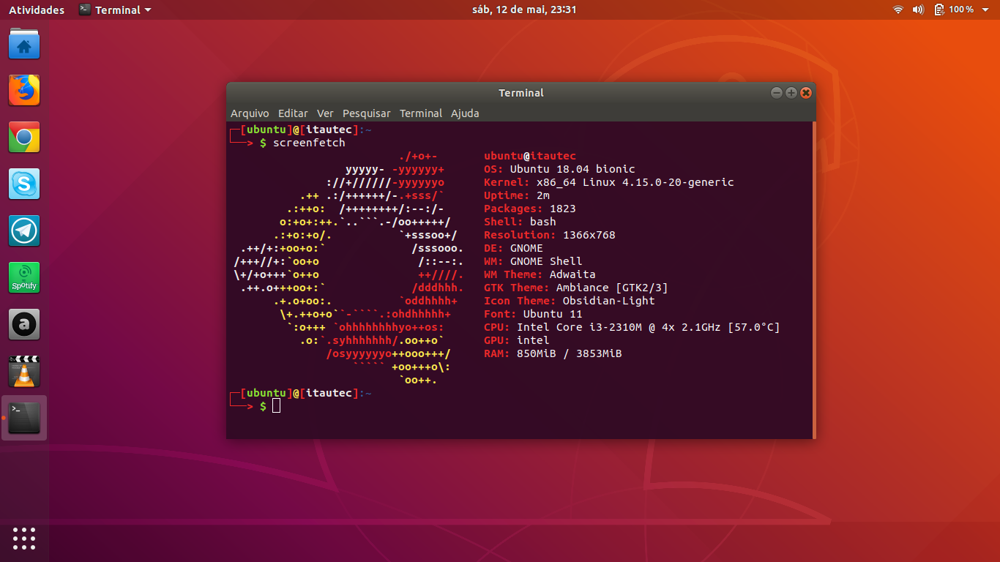 Atividades Terminal sáb, 12 de mai, 23:31 100 %
Terminal
Arquivo Editar Ver Pesquisar Terminal Ajuda
┌─[ubuntu]@[itautec]:~
└──> $ screenfetch
                          ./+o+-       ubuntu@itautec
                  yyyyy- -yyyyyy+      OS: Ubuntu 18.04 bionic
               ://+//////-yyyyyyo      Kernel: x86_64 Linux 4.15.0-20-generic
           .++ .:/++++++/-.+sss/`      Uptime: 2m
         .:++o:  /++++++++/:--:/-      Packages: 1823
        o:+o+:++.`..```.-/oo+++++/     Shell: bash
       .:+o:+o/.          `+sssoo+/    Resolution: 1366x768
  .++/+:+oo+o:`             /sssooo.   DE: GNOME
 /+++//+:`oo+o               /::--:.   WM: GNOME Shell
 \+/+o+++`o++o               ++////.   WM Theme: Adwaita
  .++.o+++oo+:`             /dddhhh.   GTK Theme: Ambiance [GTK2/3]
       .+.o+oo:.          `oddhhhh+    Icon Theme: Obsidian-Light
        \+.++o+o``-````.:ohdhhhhh+     Font: Ubuntu 11
         `:o+++ `ohhhhhhhhyo++os:      CPU: Intel Core i3-2310M @ 4x 2.1GHz [57.0°C]
           .o:`.syhhhhhhh/.oo++o`      GPU: intel
               /osyyyyyyo++ooo+++/     RAM: 850MiB / 3853MiB
                   ````` +oo+++o\:
                          `oo++.
┌─[ubuntu]@[itautec]:~
└──> $
Spotify